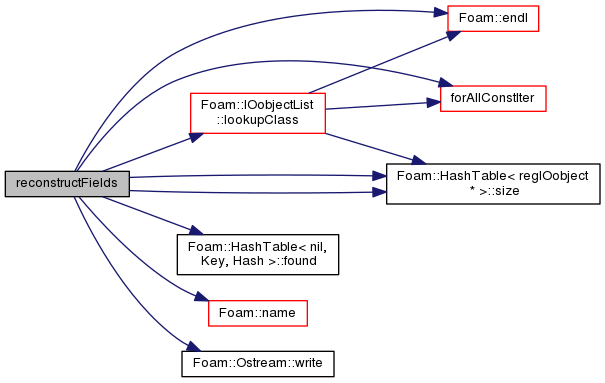 Foam::endl
forAllConstIter
Foam::IOobjectList
::lookupClass
Foam::HashTable< regIOobject
* >::size
reconstructFields
Foam::HashTable< nil,
Key, Hash >::found
Foam::name
Foam::Ostream::write